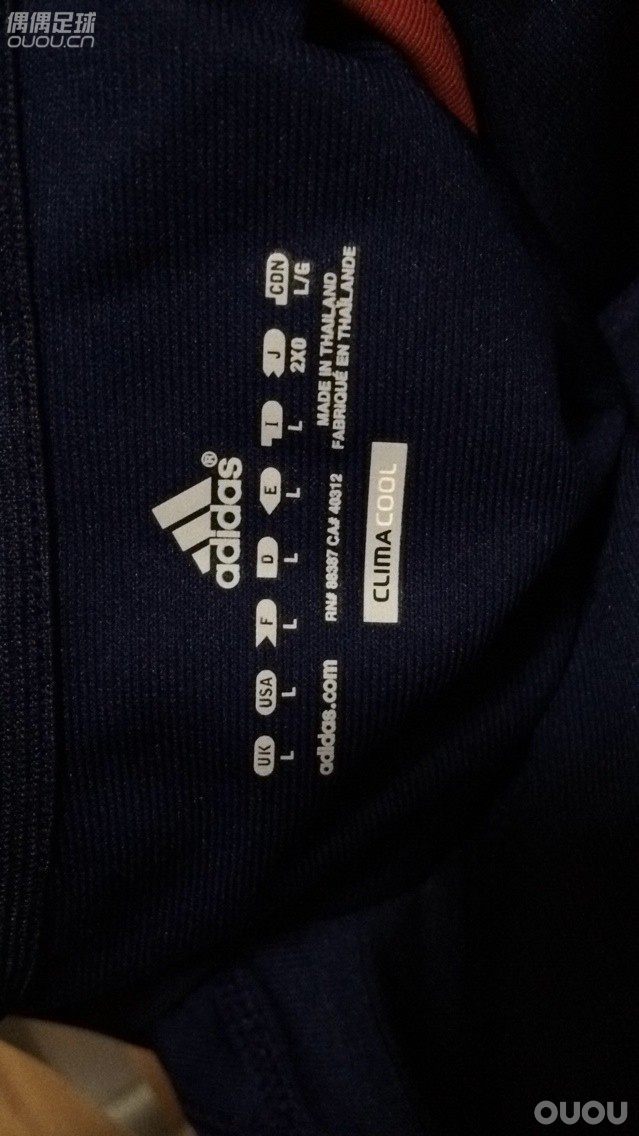 偶偶足球
OUOU.CN
adidas®
UK USA F D E I J CDN
L L L L L L 2XO L/G
adidas.com RN# 88387 CA# 40312 MADE IN THAILAND
FABRIQUÉ EN THAÏLANDE
CLIMACOOL
OUOU